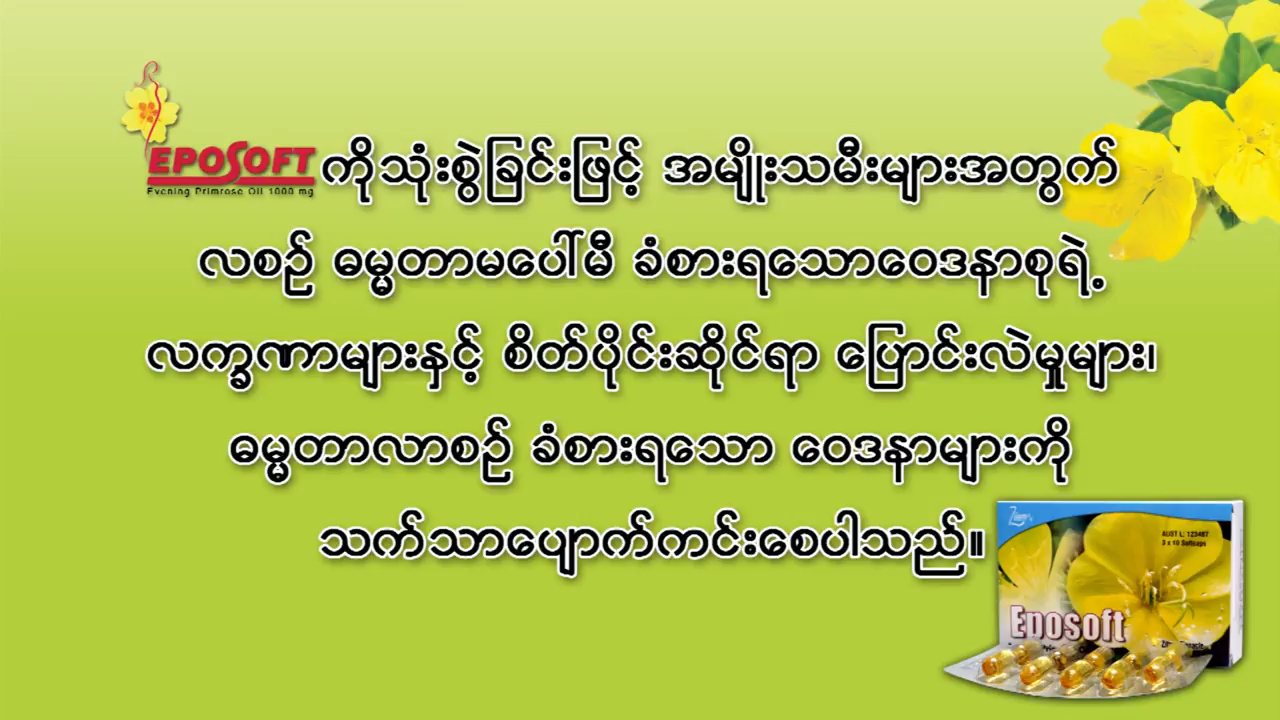 EPOSOFT ကိုသုံးစွဲခြင်းဖြင့် အမျိုးသမီးများအတွက်
Evening Primrose Oil 1000 mg
လစဉ် ဓမ္မတာမပေါ်မီ ခံစားရသောဝေဒနာစုရဲ့
လက္ခဏာများနှင့် စိတ်ပိုင်းဆိုင်ရာ ပြောင်းလဲမှုများ၊
ဓမ္မတာလာစဉ် ခံစားရသော ဝေဒနာများကို
သက်သာပျောက်ကင်းစေပါသည်။
AUST L: 123487
3 x 10 Softcaps
Eposoft